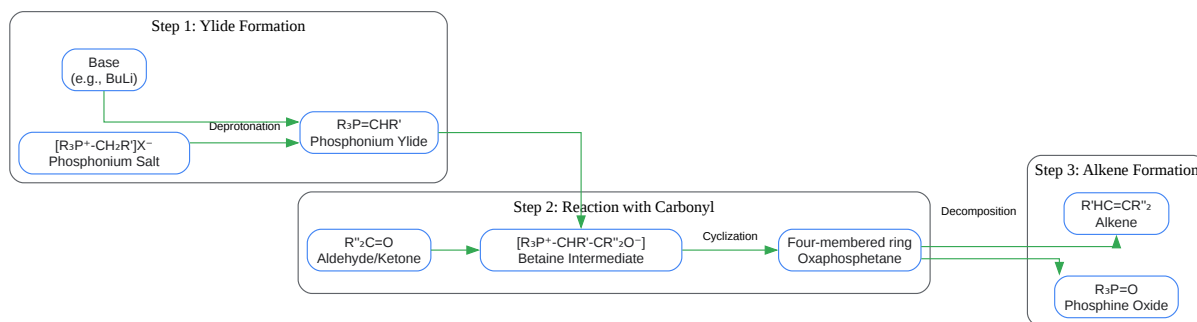 Step 1: Ylide Formation
Base
(e.g., BuLi)
Deprotonation
[R₃P⁺-CH₂R']X⁻
Phosphonium Salt
R₃P=CHR'
Phosphonium Ylide
Step 2: Reaction with Carbonyl
R"₂C=O
Aldehyde/Ketone
[R₃P⁺-CHR'-CR"₂O⁻]
Betaine Intermediate
Cyclization
Four-membered ring
Oxaphosphetane
Decomposition
Step 3: Alkene Formation
R'HC=CR"₂
Alkene
R₃P=O
Phosphine Oxide